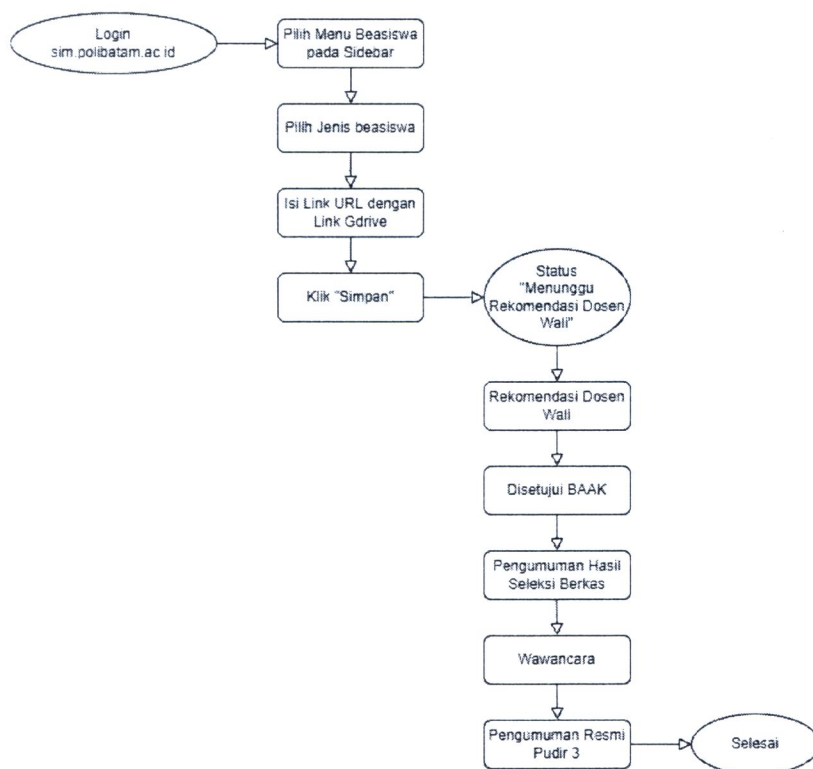 Login
sim.polibatam.ac.id
Pilih Menu Beasiswa
pada Sidebar
Pilih Jenis beasiswa
Isi Link URL dengan
Link Gdrive
Klik "Simpan"
Status
"Menunggu
Rekomendasi Dosen
Wali"
Rekomendasi Dosen
Wali
Disetujui BAAK
Pengumuman Hasil
Seleksi Berkas
Wawancara
Pengumuman Resmi
Pudir 3
Selesai